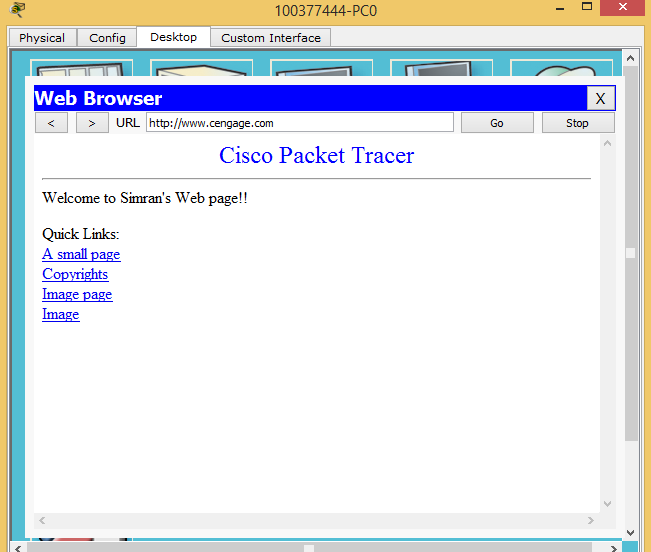 100377444-PC0
Physical Config Desktop Custom Interface
Web Browser X
< > URL http://www.cengage.com Go Stop
Cisco Packet Tracer
Welcome to Simran's Web page!!
Quick Links:
A small page
Copyrights
Image page
Image